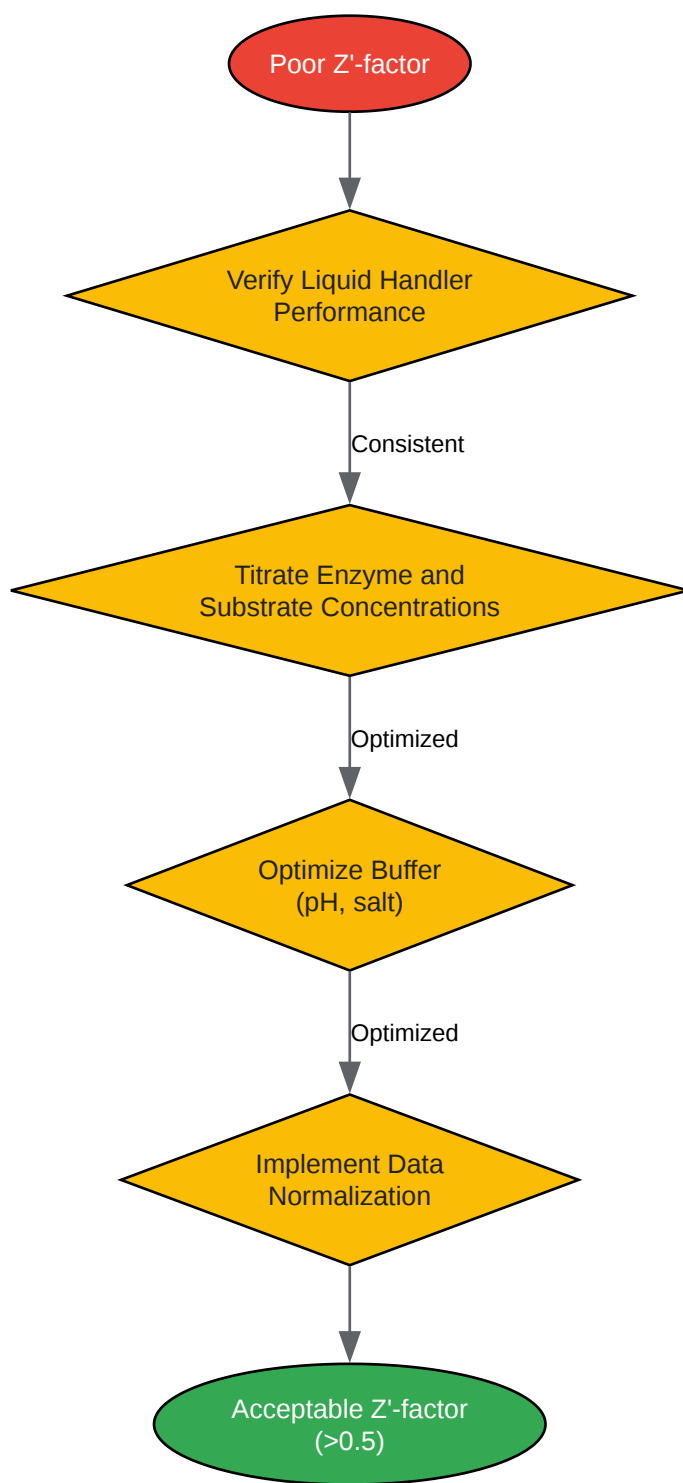 Poor Z'-factor
Verify Liquid Handler
Performance
Consistent
Titrate Enzyme and
Substrate Concentrations
Optimized
Optimize Buffer
(pH, salt)
Optimized
Implement Data
Normalization
Acceptable Z'-factor
(>0.5)